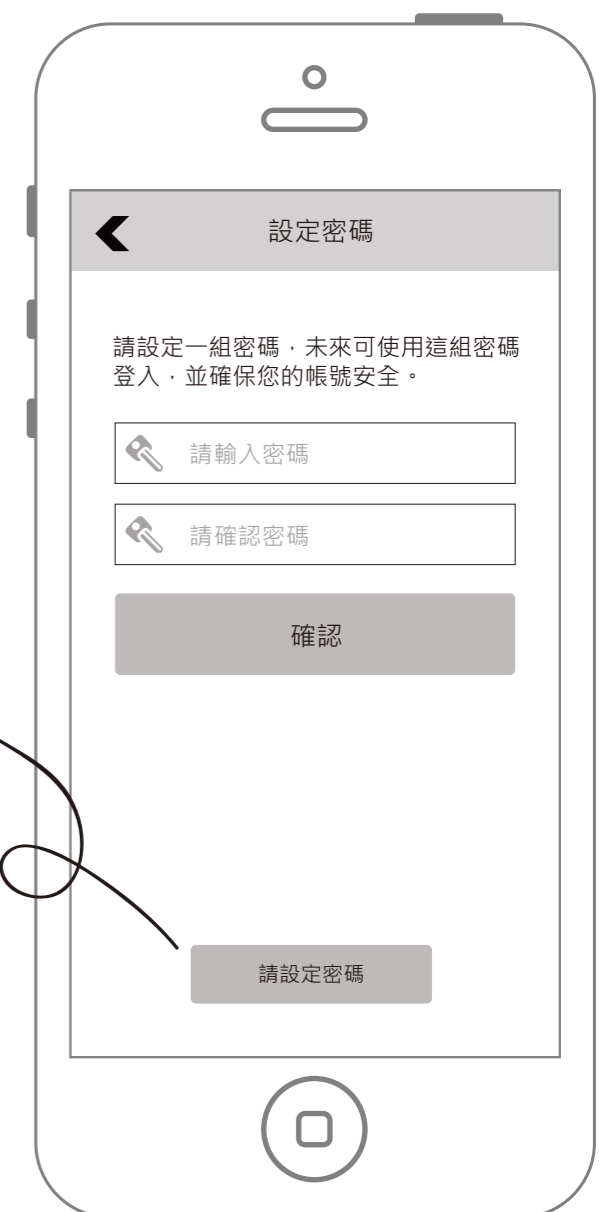 設定密碼
請設定一組密碼，未來可使用這組密碼
登入，並確保您的帳號安全。
請輸入密碼
請確認密碼
確認
請設定密碼